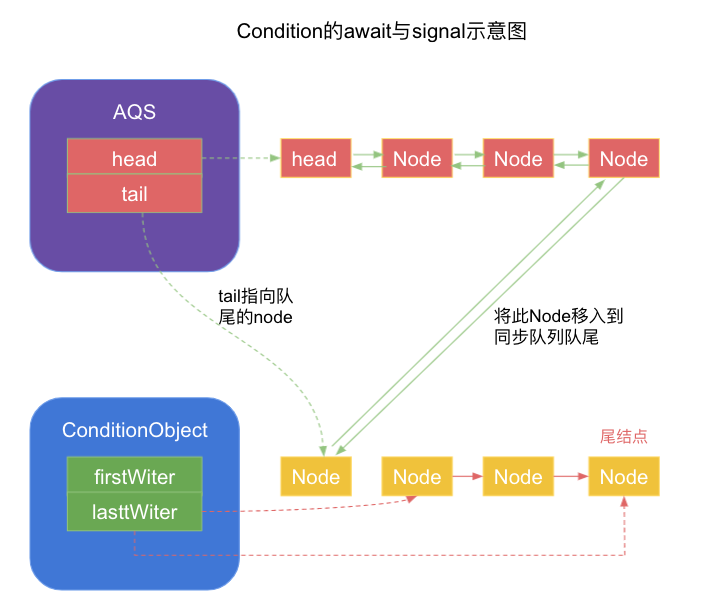 Condition的await与signal示意图
AQS
head
tail
head
Node
Node
Node
tail指向队
尾的node
将此Node移入到
同步队列队尾
ConditionObject
firstWiter
lasttWiter
尾结点
Node
Node
Node
Node